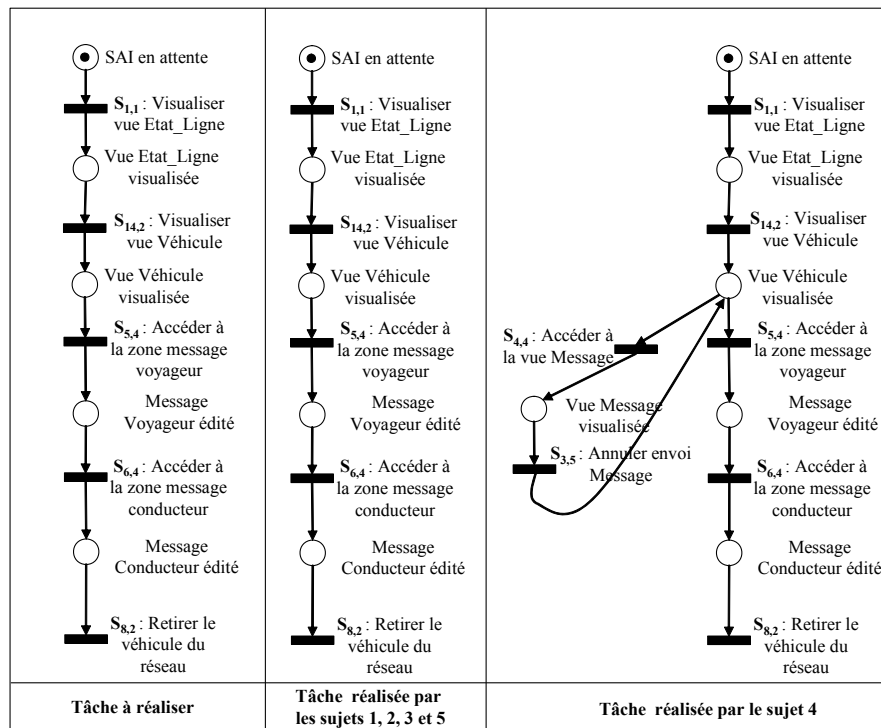 SAI en attente
S1,1 : Visualiser
vue Etat_Ligne
Vue Etat_Ligne
visualisée
S14,2 : Visualiser
vue Véhicule
Vue Véhicule
visualisée
S5,4 : Accéder à
la zone message
voyageur
Message
Voyageur édité
S6,4 : Accéder à
la zone message
conducteur
Message
Conducteur édité
S8,2 : Retirer le
véhicule du
réseau
Tâche à réaliser
SAI en attente
S1,1 : Visualiser
vue Etat_Ligne
Vue Etat_Ligne
visualisée
S14,2 : Visualiser
vue Véhicule
Vue Véhicule
visualisée
S5,4 : Accéder à
la zone message
voyageur
Message
Voyageur édité
S6,4 : Accéder à
la zone message
conducteur
Message
Conducteur édité
S8,2 : Retirer le
véhicule du
réseau
Tâche réalisée par
les sujets 1, 2, 3 et 5
SAI en attente
S1,1 : Visualiser
vue Etat_Ligne
Vue Etat_Ligne
visualisée
S14,2 : Visualiser
vue Véhicule
Vue Véhicule
visualisée
S4,4 : Accéder à
la vue Message
Vue Message
visualisée
S3,5 : Annuler envoi
Message
S5,4 : Accéder à
la zone message
voyageur
Message
Voyageur édité
S6,4 : Accéder à
la zone message
conducteur
Message
Conducteur édité
S8,2 : Retirer le
véhicule du
réseau
Tâche réalisée par le sujet 4